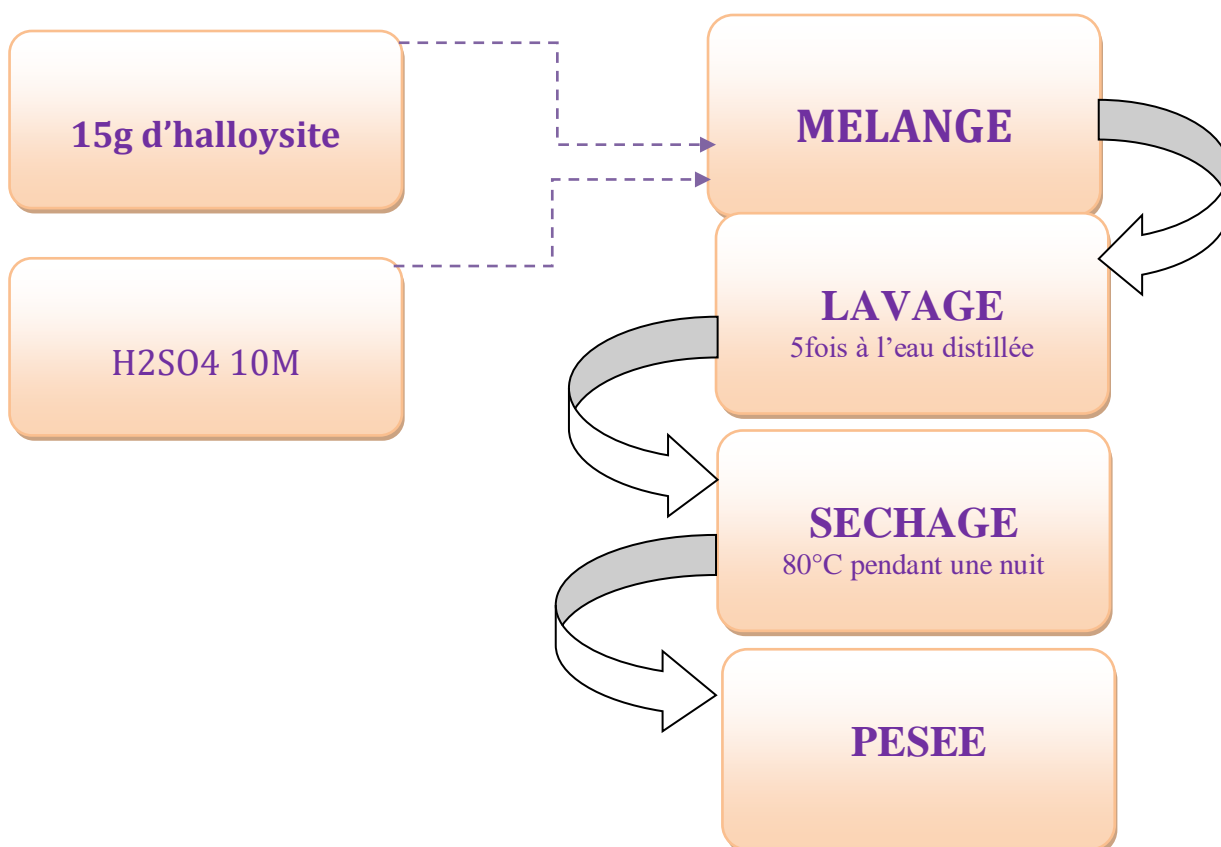 15g d’halloysite
H2SO4 10M
MELANGE
LAVAGE
5fois à l’eau distillée
SECHAGE
80°C pendant une nuit
PESEE